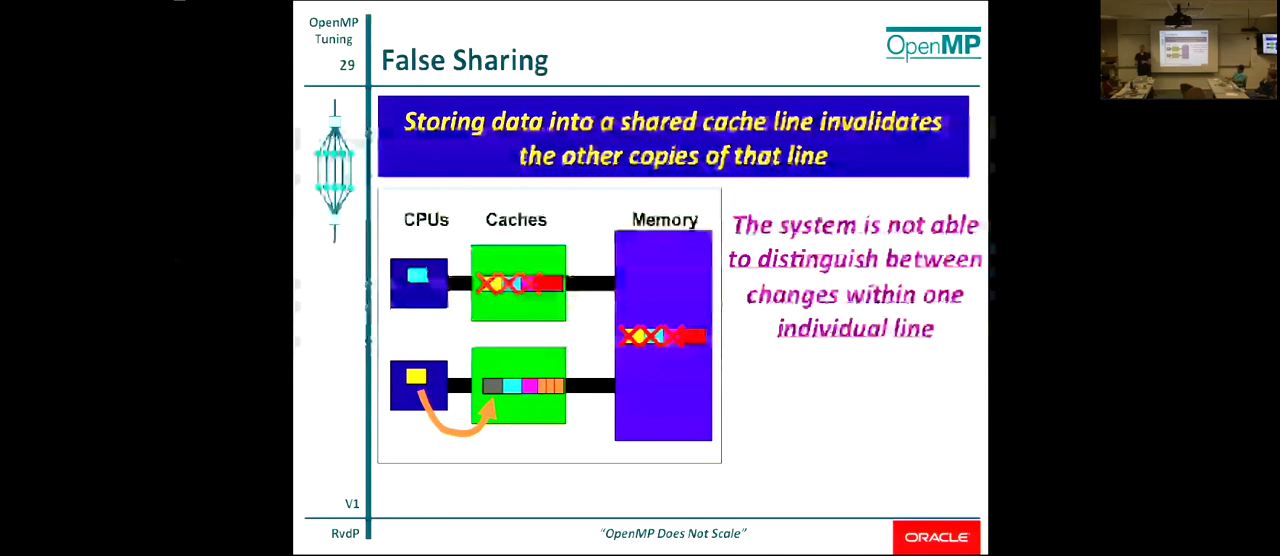 OpenMP
Tuning
29
False Sharing
OpenMP
Storing data into a shared cache line invalidates
the other copies of that line
CPUs
Caches
Memory
The system is not able
to distinguish between
changes within one
individual line
V1
RvdP
"OpenMP Does Not Scale"
ORACLE